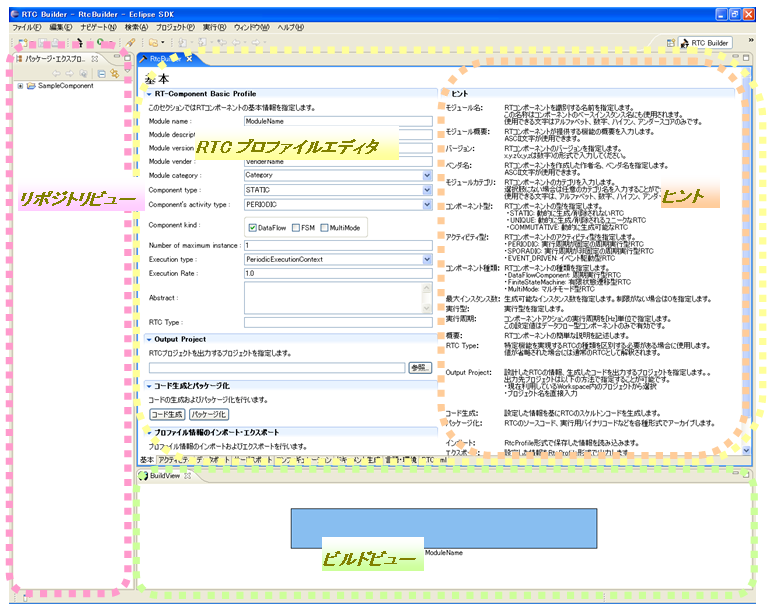 RTC Builder - RtcBuilder - Eclipse SDK
ファイル(F) 編集(E) ナビゲート(N) 検索(A) プロジェクト(P) 実行(R) ウィンドウ(W) ヘルプ(H)
RTC Builder
パッケージ・エクスプロ..
SampleComponent
リポジトリビュー
RtcBuilder
基本
RT-Component Basic Profile
このセクションではRTコンポーネントの基本情報を指定します。
Module name : ModuleName
Module descript
Module version
Module vender : VenderName
RTC プロファイルエディタ
Module category : Category
Component type : STATIC
Component's activity type : PERIODIC
Component kind : DataFlow FSM MultiMode
Number of maximum instance : 1
Execution type : PeriodicExecutionContext
Execution Rate : 1.0
Abstract :
RTC Type :
Output Project
RTCプロジェクトを出力するプロジェクトを指定します。
参照..
コード生成とパッケージ化
コードの生成およびパッケージ化を行います。
コード生成 パッケージ化
プロファイル情報のインポート・エクスポート
プロファイル情報のインポートおよびエクスポートを行います。
基本
ヒント
モジュール名: RTコンポーネントを識別する名前を指定します。
この名称はコンポーネントのベースインスタンス名にも使用されます。
使用できる文字はアルファベット、数字、ハイフン、アンダースコアのみです。
モジュール概要: RTコンポーネントが提供する機能の概要を入力します。
ASCII文字が使用できます。
バージョン: RTコンポーネントのバージョンを指定します。
x.y.z(x,y,zは数字)の形式で入力してください。
ベンダ名: RTコンポーネントを作成した作者名、ベンダ名を指定します。
ASCII文字が使用できます。
モジュールカテゴリ: RTコンポーネントのカテゴリを入力します。
選択肢にない場合は任意のカテゴリ名を入力することがで
使用できる文字は、アルファベット、数字、ハイフン、アンダー
ヒント
コンポーネント型: RTコンポーネントの型を指定します。
・STATIC: 動的に生成/削除されないRTC
・UNIQUE: 動的に生成/削除されるユニークなRTC
・COMMUTATIVE: 動的に生成可能なRTC
アクティビティ型: RTコンポーネントのアクティビティ型を指定します。
・PERIODIC: 実行周期が固定の周期実行型RTC
・SPORADIC: 実行周期が非固定の周期実行型RTC
・EVENT_DRIVEN: イベント駆動型RTC
コンポーネント種類: RTコンポーネントの種類を指定します。
・DataFlowComponent: 周期実行型RTC
・FiniteStateMachine: 有限状態遷移型RTC
・MultiMode: マルチモード型RTC
最大インスタンス数: 生成可能なインスタンス数を指定します。制限がない場合は0を指定します。
実行型: 実行型を指定します。
実行周期: コンポーネントアクションの実行周期を[Hz]単位で指定します。
この設定値はデータフロー型コンポーネントのみで有効です。
概要: RTコンポーネントの簡単な説明を記述します。
RTC Type: 特定機能を実現するRTCの種類を区別する必要がある場合に使用します。
値が省略された場合には通常のRTCとして解釈されます。
Output Project: 設計したRTCの情報、生成したコードを出力するプロジェクトを指定します。。
出力先プロジェクトは以下の方法で指定することが可能です。
・現在利用しているWorkspace内のプロジェクトから選択
・プロジェクト名を直接入力
コード生成: 設定した情報を基にRTCのスケルトンコードを生成します。
パッケージ化: RTCのソースコード、実行用バイナリコードなどを各種形式でアーカイブします。
インポート: RtcProfile形式で保存した情報を読み込みます。
エクスポート: 設定した情報をRtcProfile形式で出力します
BuildView
ModuleName
ビルドビュー